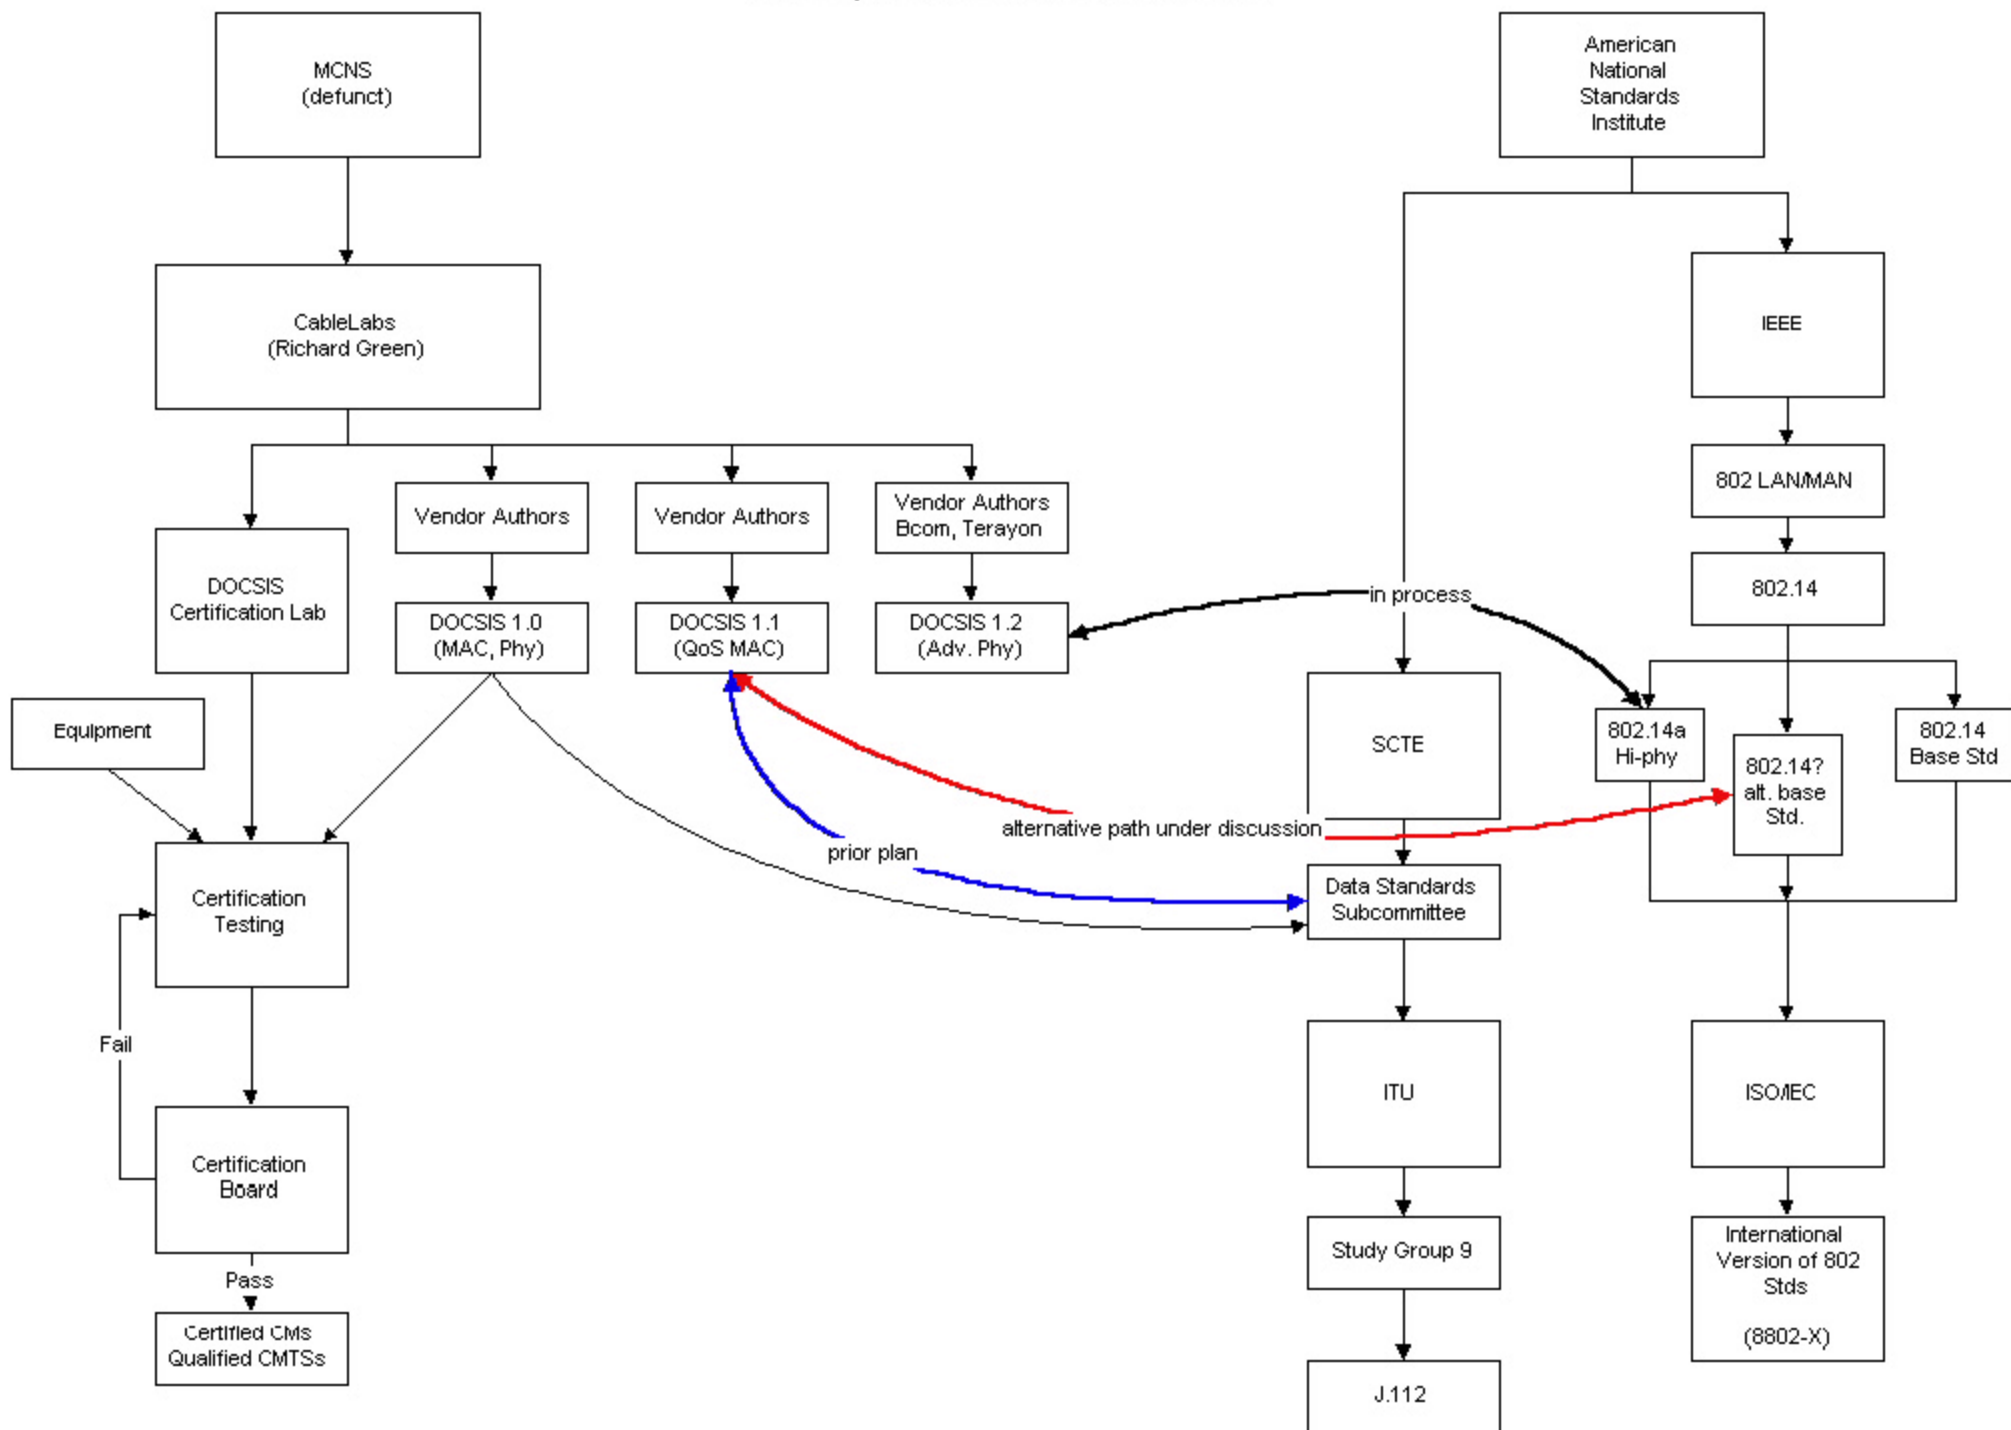 MCNS
(defunct)
American
National
Standards
Institute
CableLabs
(Richard Green)
IEEE
802 LAN/MAN
Vendor Authors
Vendor Authors
Vendor Authors
Bcom, Terayon
DOCSIS
Certification Lab
802.14
in process
DOCSIS 1.0
(MAC, Phy)
DOCSIS 1.1
(QoS MAC)
DOCSIS 1.2
(Adv. Phy)
Equipment
SCTE
802.14a
Hi-phy
802.14?
alt. base
Std.
802.14
Base Std
alternative path under discussion
prior plan
Certification
Testing
Data Standards
Subcommittee
Fail
ITU
ISO/IEC
Certification
Board
Study Group 9
International
Version of 802
Stds
(8802-X)
Pass
Certified CMs
Qualified CMTSs
J.112